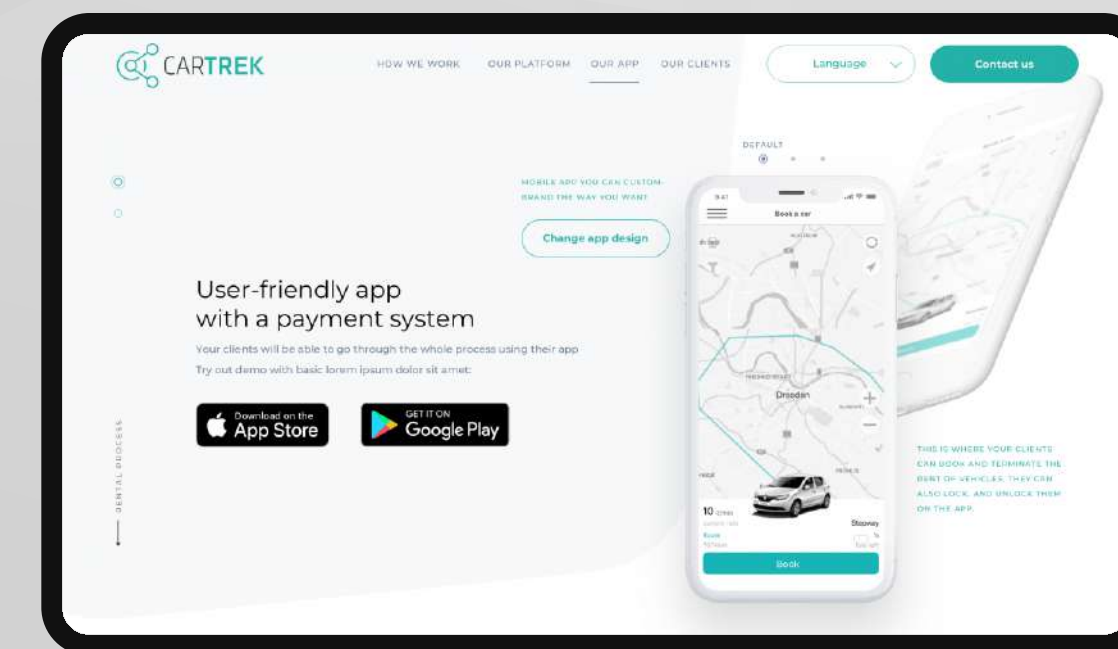 CARTREK
HOW WE WORK
OUR PLATFORM
OUR APP
OUR CLIENTS
Language
Contact us
DEFAULT
MOBILE APP YOU CAN CUSTOM-
BRAND THE WAY YOU WANT
Change app design
User-friendly app
with a payment system
Your clients will be able to go through the whole process using their app
Try out demo with basic lorem ipsum dolor sit amet:
Download on the
App Store
GET IT ON
Google Play
RENTAL PROCESS
9:41
Book a car
Dresden
10
Stepway
Book
THIS IS WHERE YOUR CLIENTS
CAN BOOK AND TERMINATE THE
RENT OF VEHICLES. THEY CAN
ALSO LOCK, AND UNLOCK THEM
ON THE APP.